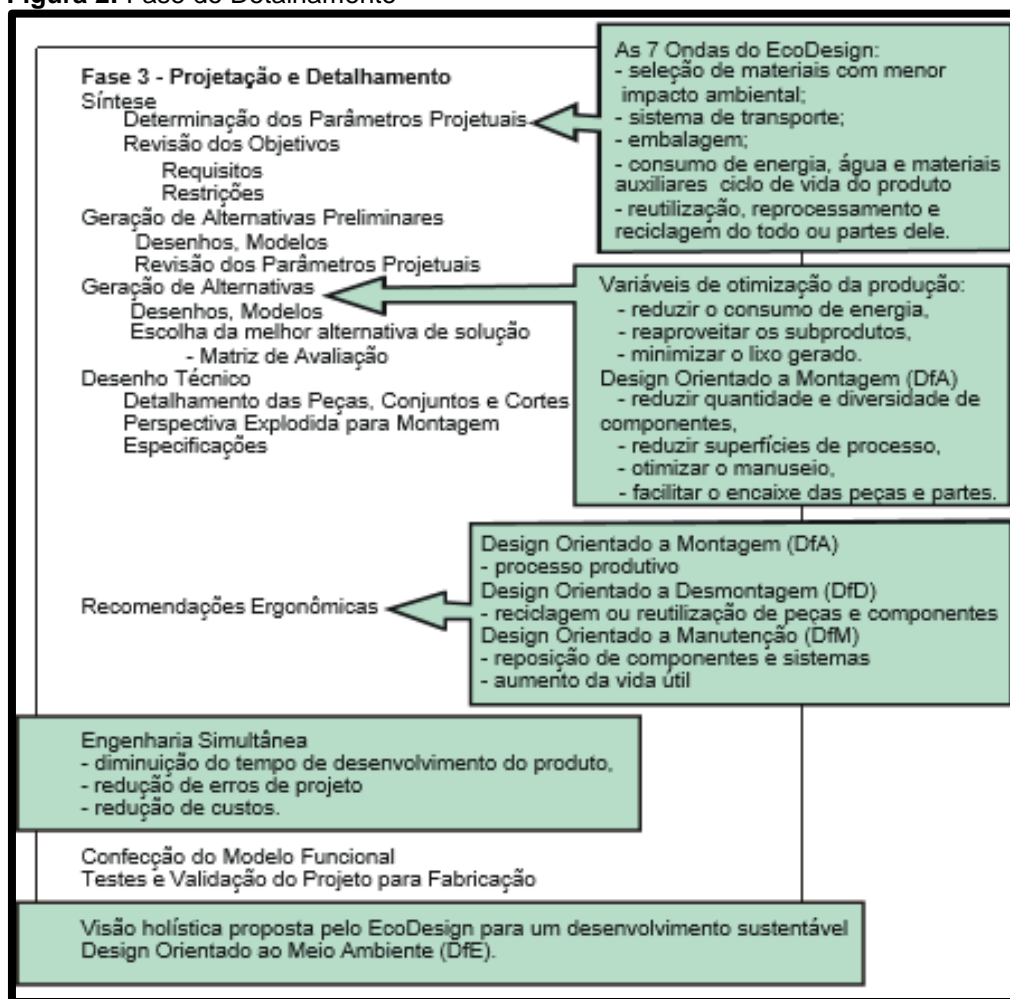 Figura 2. Fase de Detalhamento
Fase 3 - Projetação e Detalhamento
Síntese
Determinação dos Parâmetros Projetuais
Revisão dos Objetivos
Requisitos
Restrições
Geração de Alternativas Preliminares
Desenhos, Modelos
Revisão dos Parâmetros Projetuais
Geração de Alternativas
Desenhos, Modelos
Escolha da melhor alternativa de solução
- Matriz de Avaliação
Desenho Técnico
Detalhamento das Peças, Conjuntos e Cortes
Perspectiva Explodida para Montagem
Especificações
As 7 Ondas do EcoDesign:
- seleção de materiais com menor
impacto ambiental;
- sistema de transporte;
- embalagem;
- consumo de energia, água e materiais
auxiliares ciclo de vida do produto
- reutilização, reprocessamento e
reciclagem do todo ou partes dele.
Variáveis de otimização da produção:
- reduzir o consumo de energia,
- reaproveitar os subprodutos,
- minimizar o lixo gerado.
Design Orientado a Montagem (DfA)
- reduzir quantidade e diversidade de
componentes,
- reduzir superfícies de processo,
- otimizar o manuseio,
- facilitar o encaixe das peças e partes.
Recomendações Ergonômicas
Design Orientado a Montagem (DfA)
- processo produtivo
Design Orientado a Desmontagem (DfD)
- reciclagem ou reutilização de peças e componentes
Design Orientado a Manutenção (DfM)
- reposição de componentes e sistemas
- aumento da vida útil
Engenharia Simultânea
- diminuição do tempo de desenvolvimento do produto,
- redução de erros de projeto
- redução de custos.
Confecção do Modelo Funcional
Testes e Validação do Projeto para Fabricação
Visão holística proposta pelo EcoDesign para um desenvolvimento sustentável
Design Orientado ao Meio Ambiente (DfE).